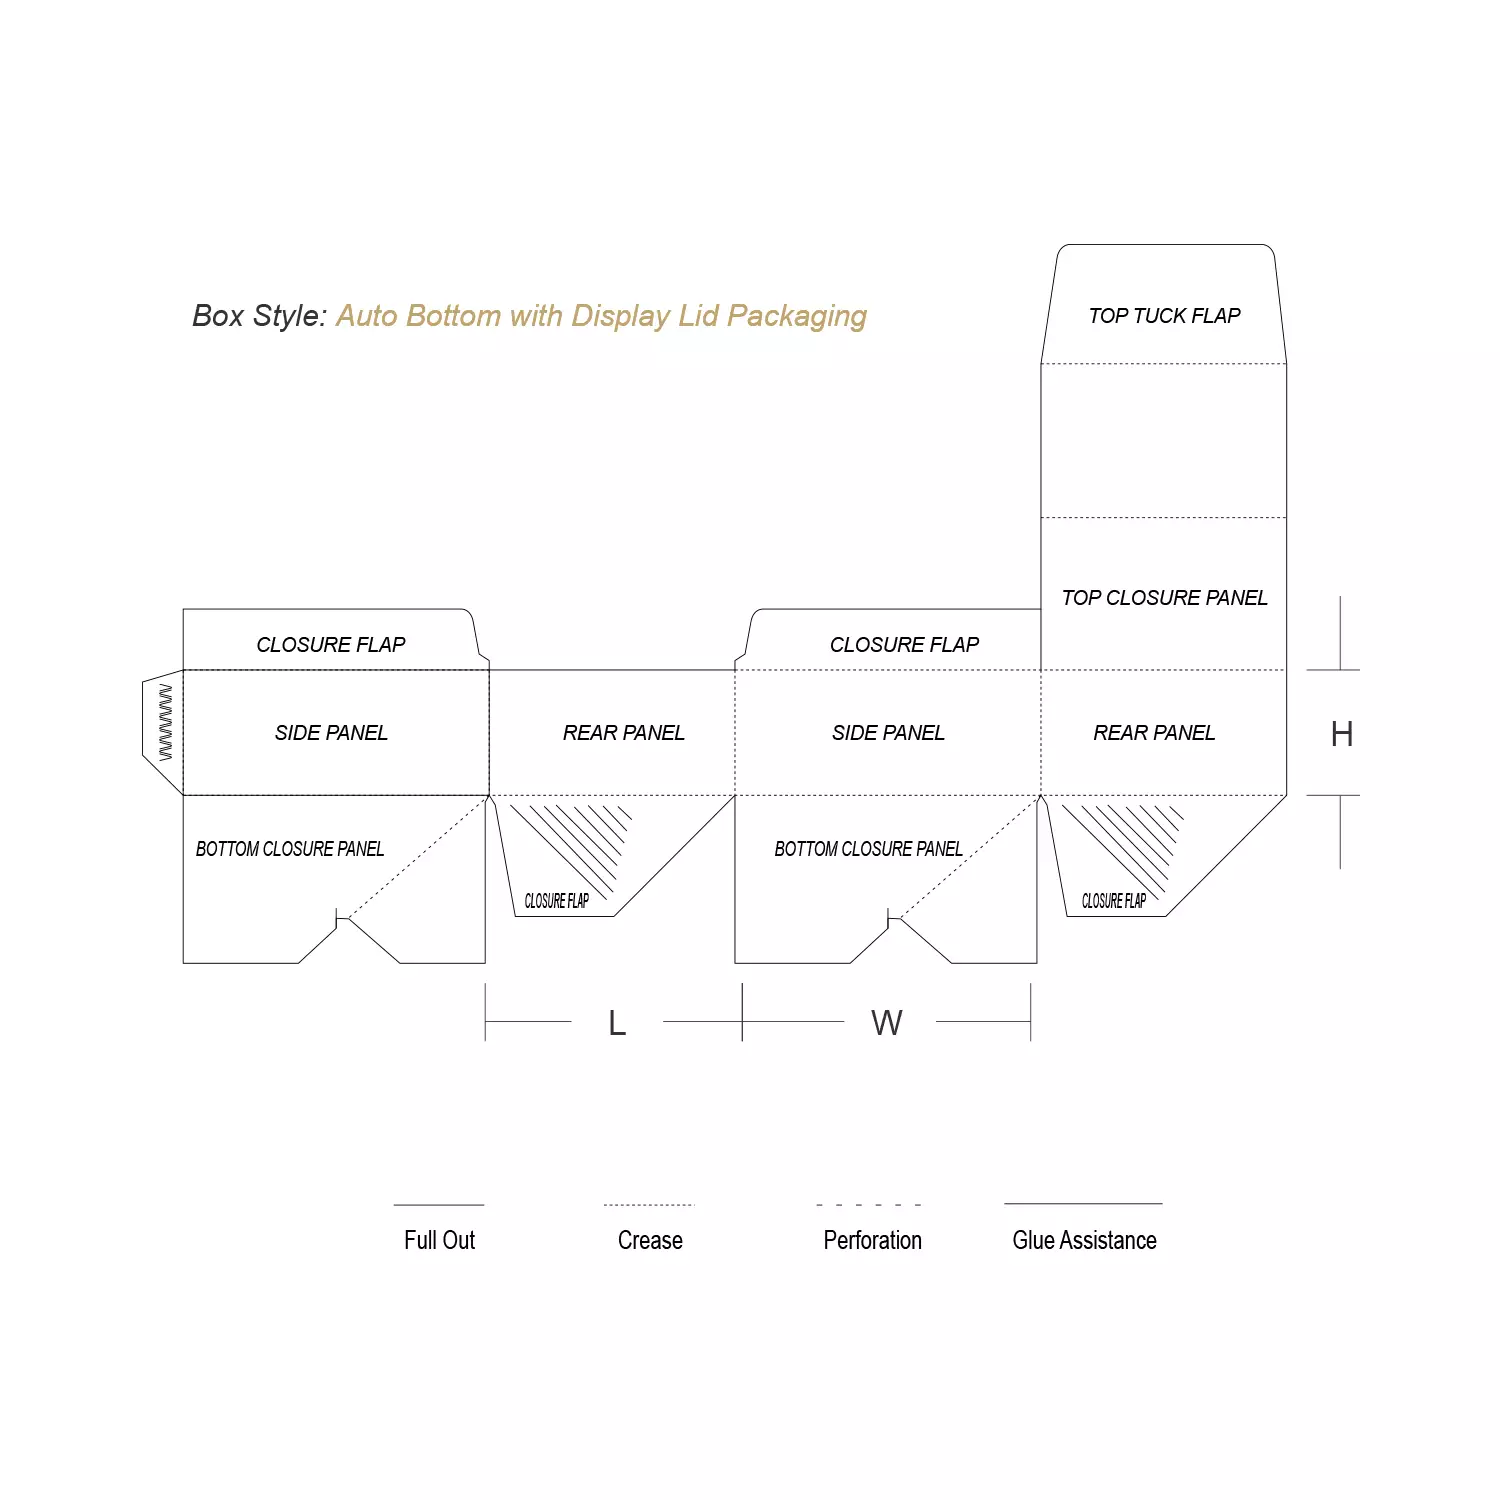 Box Style: Auto Bottom with Display Lid Packaging
TOP TUCK FLAP
TOP CLOSURE PANEL
CLOSURE FLAP
CLOSURE FLAP
SIDE PANEL
REAR PANEL
SIDE PANEL
REAR PANEL
H
BOTTOM CLOSURE PANEL
BOTTOM CLOSURE PANEL
CLOSURE FLAP
CLOSURE FLAP
L
W
Full Out
Crease
Perforation
Glue Assistance